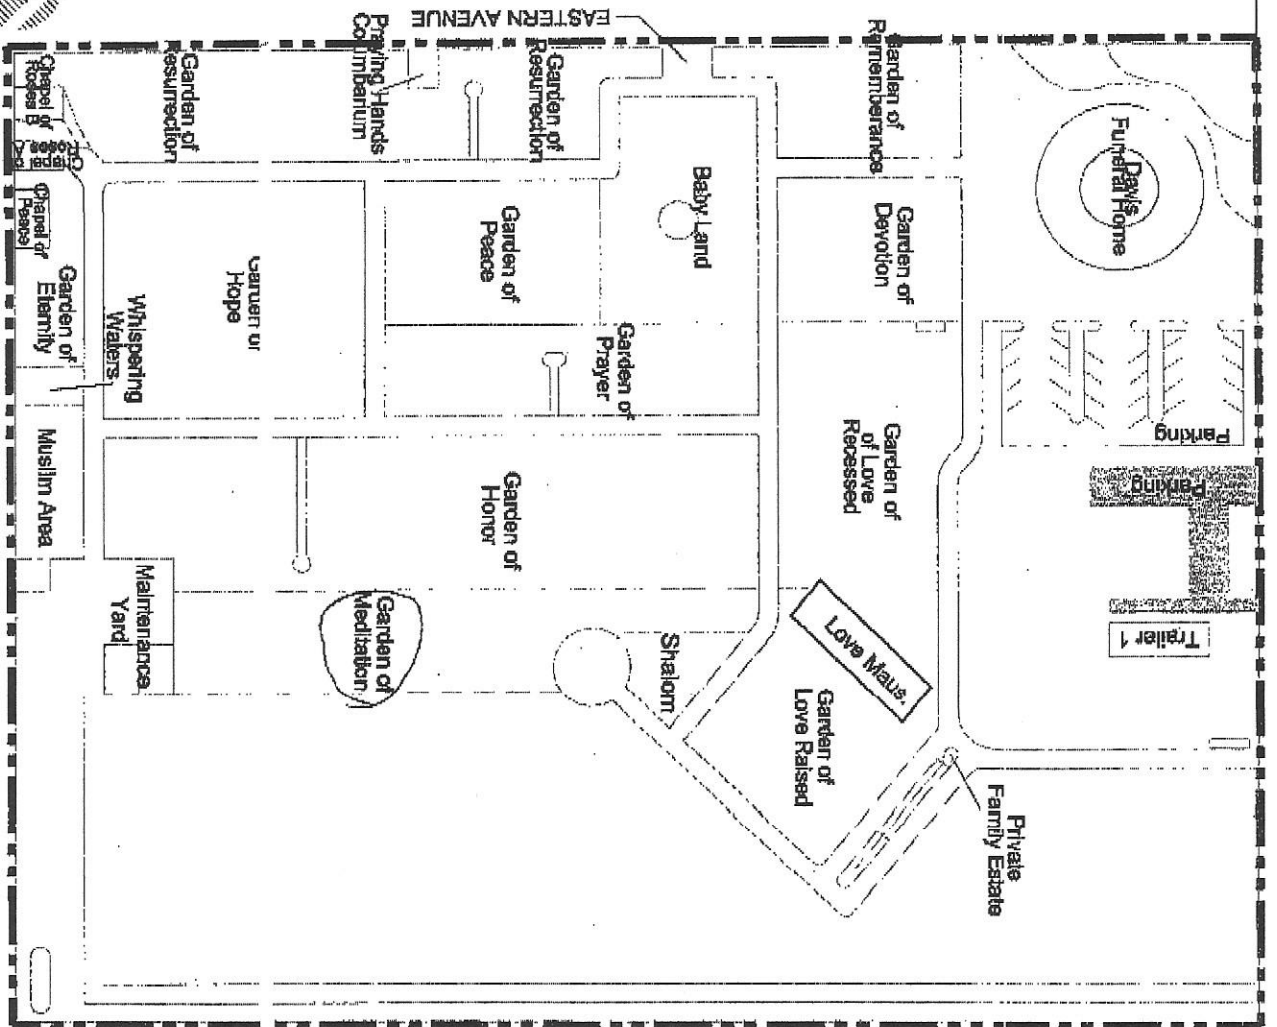 EASTERN AVENUE
Praying Hands
Columbarium
Garden of
Resurrection
Garden of
Resurrection
Garden of
Rememberance
Chapel of
Roses B
Chapel of
Roses A
Chapel of
Peace
Davis
Funeral Home
Baby Land
Garden of
Devotion
Garden of
Peace
Garden of
Hope
Garden of
Eternity
Whispering
Waters
Garden of
Prayer
Parking
Parking
Garden of
of Love
Recessed
Garden of
Honor
Muslim Area
Maintenance
Yard
Garden of
Meditation
Shalom
Love Maus.
Trailer 1
Garden of
Love Raised
Private
Family Estate